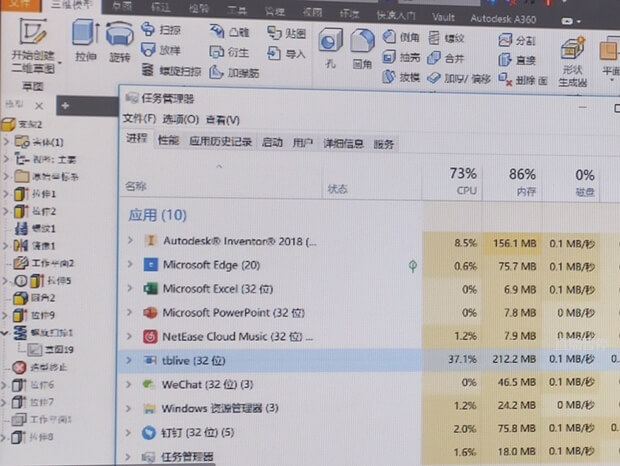 文件 三维模型 草图 标注 检验 工具 管理 视图 环境 快速入门 Vault Autodesk A360
开始创建
二维草图
草图
拉伸
旋转
扫掠
放样
螺旋扫掠
凸雕
衍生
加强筋
贴图
导入
孔
圆角
倒角
抽壳
拔模
螺纹
合并
加厚/偏移
分割
直接
删除面
形状
生成器
平面
模型
支架2
实体(1)
视图: 主要
原始坐标系
拉伸1
拉伸2
螺纹1
镜像1
工作平面2
拉伸5
圆角2
拉伸9
螺旋扫掠1
草图19
造型终止
拉伸6
拉伸7
工作平面1
拉伸8
任务管理器
文件(F) 选项(O) 查看(V)
进程 性能 应用历史记录 启动 用户 详细信息 服务
73% 86% 0%
名称 状态 CPU 内存 磁盘
应用 (10)
Autodesk® Inventor® 2018 (... 8.5% 156.1 MB 0.1 MB/秒
Microsoft Edge (20) 0.6% 75.7 MB 0.1 MB/秒
Microsoft Excel (32 位) 0% 6.9 MB 0.1 MB/秒
Microsoft PowerPoint (32 位) 0% 7.8 MB 0 MB/秒
NetEase Cloud Music (32 位) 1.2% 7.9 MB 0 MB/秒
tblive (32 位) 37.1% 212.2 MB 0.1 MB/秒 0.
WeChat (32 位) (3) 0% 46.5 MB 0.1 MB/秒
Windows 资源管理器 (3) 1.2% 24.2 MB 0 MB/秒
钉钉 (32 位) (5) 2.0% 75.8 MB 0.1 MB/秒 0.
任务管理器 1.6% 18.0 MB 0 MB/秒